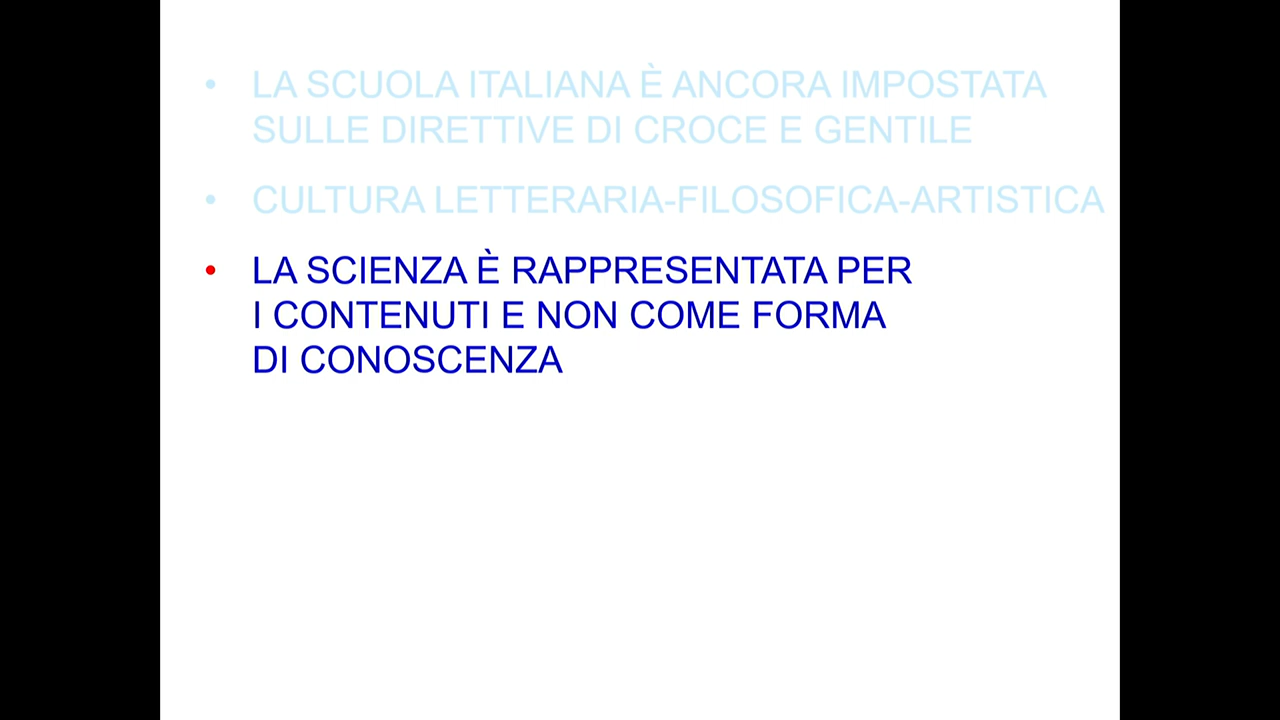 • LA SCUOLA ITALIANA È ANCORA IMPOSTATA
SULLE DIRETTIVE DI CROCE E GENTILE
• CULTURA LETTERARIA-FILOSOFICA-ARTISTICA
• LA SCIENZA È RAPPRESENTATA PER
I CONTENUTI E NON COME FORMA
DI CONOSCENZA